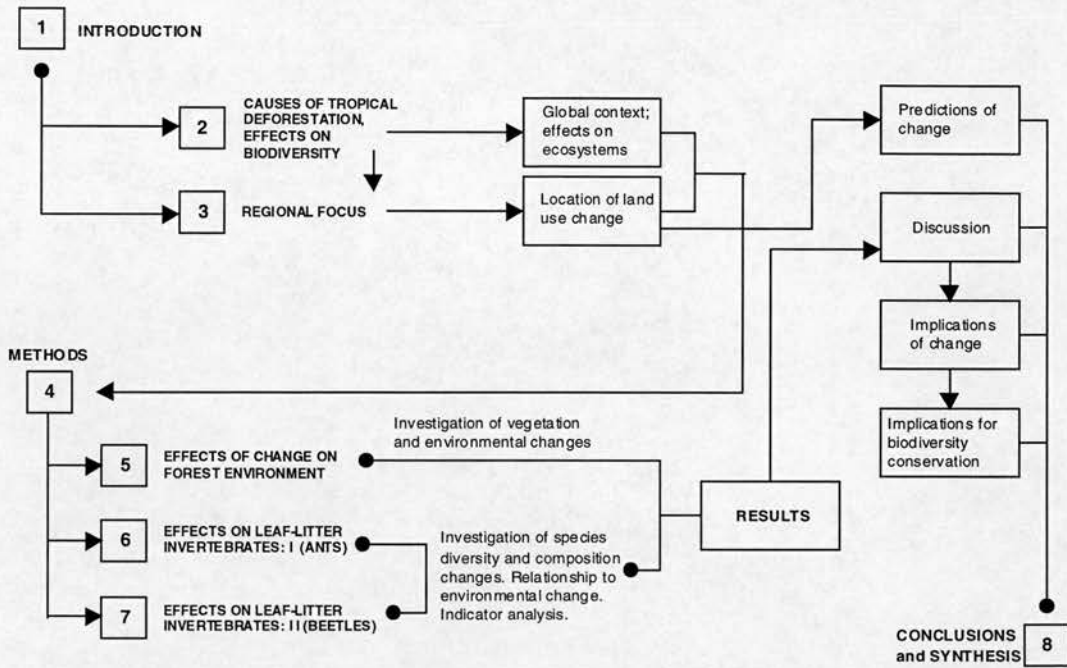 1 INTRODUCTION
2
CAUSES OF TROPICAL
DEFORESTATION,
EFFECTS ON
BIODIVERSITY
Global context;
effects on
ecosystems
3
REGIONAL FOCUS
Location of land
use change
Predictions of
change
Discussion
Implications
of change
Implications for
biodiversity
conservation
METHODS
4
5
EFFECTS OF CHANGE ON
FOREST ENVIRONMENT
Investigation of vegetation
and environmental changes
6
EFFECTS ON LEAF-LITTER
INVERTEBRATES: I (ANTS)
7
EFFECTS ON LEAF-LITTER
INVERTEBRATES: II (BEETLES)
Investigation of species
diversity and composition
changes. Relationship to
environmental change.
Indicator analysis.
RESULTS
CONCLUSIONS
and SYNTHESIS
8